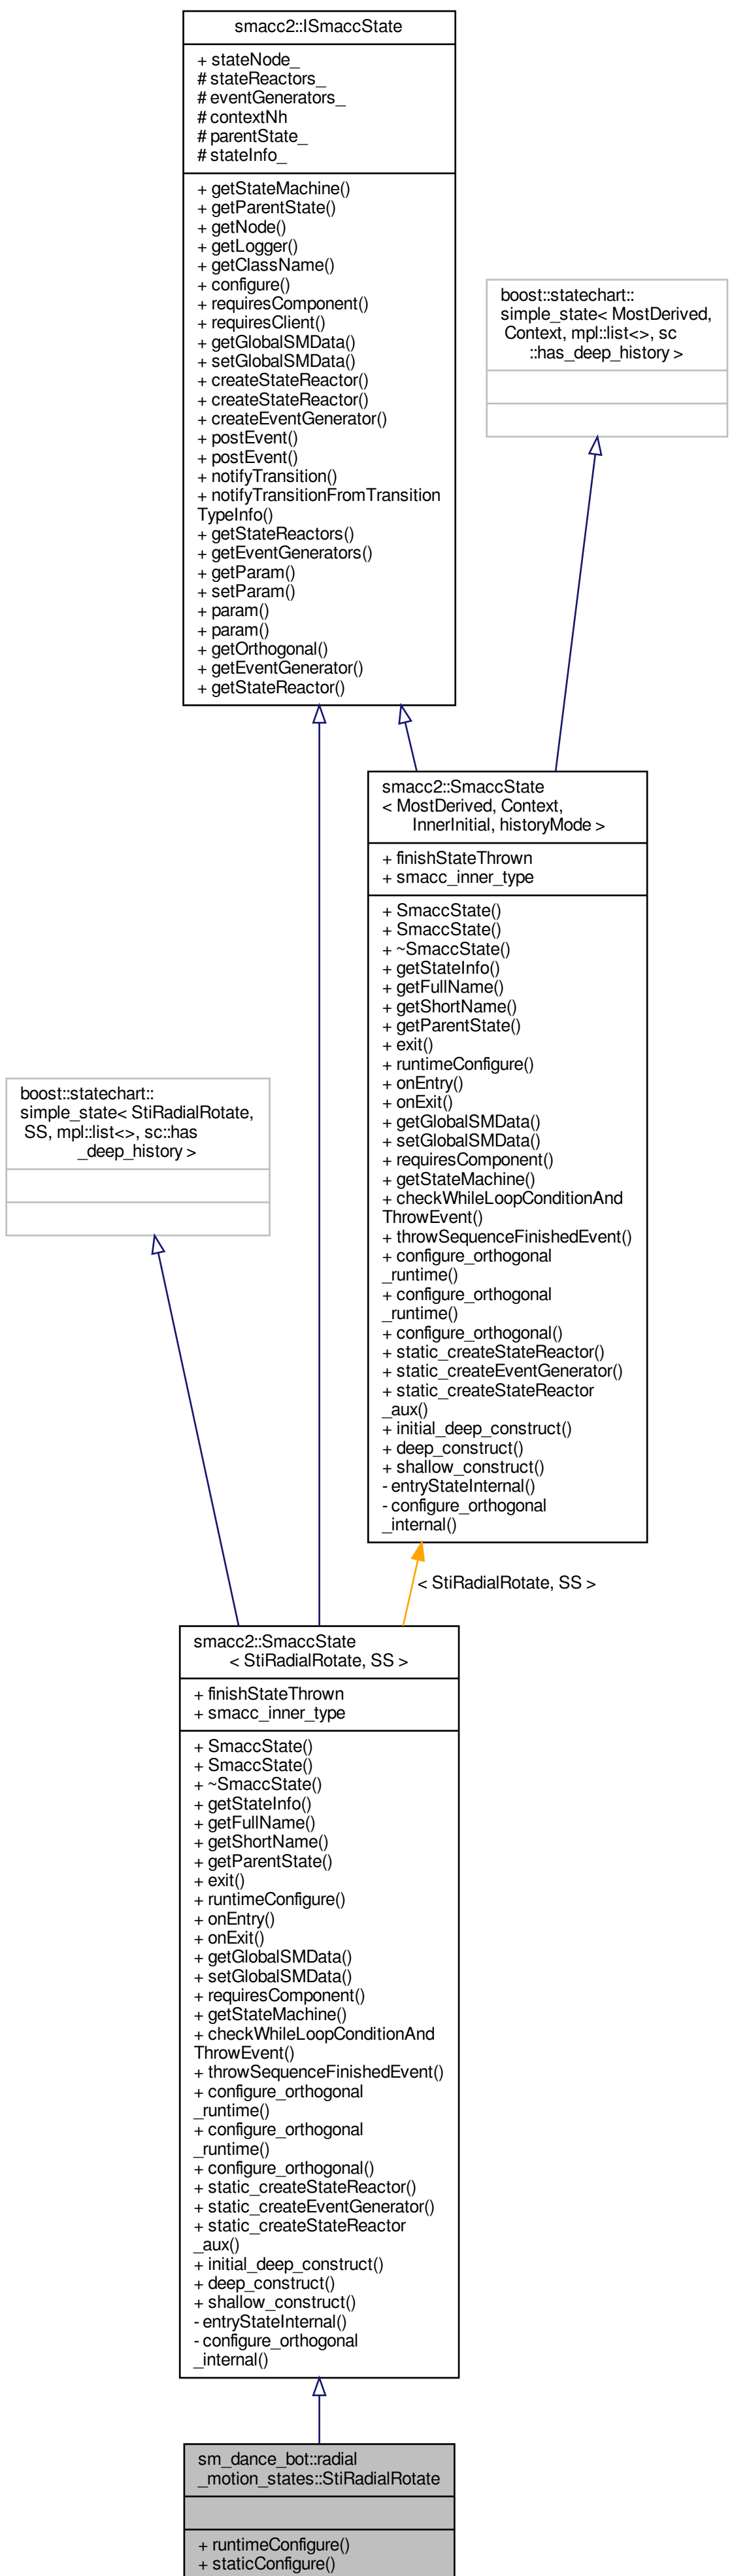 smacc2::ISmaccState
+ stateNode_
# stateReactors_
# eventGenerators_
# contextNh
# parentState_
# stateInfo_
+ getStateMachine()
+ getParentState()
+ getNode()
+ getLogger()
+ getClassName()
+ configure()
+ requiresComponent()
+ requiresClient()
+ getGlobalSMData()
+ setGlobalSMData()
+ createStateReactor()
+ createStateReactor()
+ createEventGenerator()
+ postEvent()
+ postEvent()
+ notifyTransition()
+ notifyTransitionFromTransition
TypeInfo()
+ getStateReactors()
+ getEventGenerators()
+ getParam()
+ setParam()
+ param()
+ param()
+ getOrthogonal()
+ getEventGenerator()
+ getStateReactor()
boost::statechart::
simple_state< MostDerived,
Context, mpl::list<>, sc
::has_deep_history >
smacc2::SmaccState
< MostDerived, Context,
InnerInitial, historyMode >
+ finishStateThrown
+ smacc_inner_type
+ SmaccState()
+ SmaccState()
+ ~SmaccState()
+ getStateInfo()
+ getFullName()
+ getShortName()
+ getParentState()
+ exit()
+ runtimeConfigure()
+ onEntry()
+ onExit()
+ getGlobalSMData()
+ setGlobalSMData()
+ requiresComponent()
+ getStateMachine()
+ checkWhileLoopConditionAnd
ThrowEvent()
+ throwSequenceFinishedEvent()
+ configure_orthogonal
_runtime()
+ configure_orthogonal
_runtime()
+ configure_orthogonal()
+ static_createStateReactor()
+ static_createEventGenerator()
+ static_createStateReactor
_aux()
+ initial_deep_construct()
+ deep_construct()
+ shallow_construct()
- entryStateInternal()
- configure_orthogonal
_internal()
boost::statechart::
simple_state< StiRadialRotate,
SS, mpl::list<>, sc::has
_deep_history >
< StiRadialRotate, SS >
smacc2::SmaccState
< StiRadialRotate, SS >
+ finishStateThrown
+ smacc_inner_type
+ SmaccState()
+ SmaccState()
+ ~SmaccState()
+ getStateInfo()
+ getFullName()
+ getShortName()
+ getParentState()
+ exit()
+ runtimeConfigure()
+ onEntry()
+ onExit()
+ getGlobalSMData()
+ setGlobalSMData()
+ requiresComponent()
+ getStateMachine()
+ checkWhileLoopConditionAnd
ThrowEvent()
+ throwSequenceFinishedEvent()
+ configure_orthogonal
_runtime()
+ configure_orthogonal
_runtime()
+ configure_orthogonal()
+ static_createStateReactor()
+ static_createEventGenerator()
+ static_createStateReactor
_aux()
+ initial_deep_construct()
+ deep_construct()
+ shallow_construct()
- entryStateInternal()
- configure_orthogonal
_internal()
sm_dance_bot::radial
_motion_states::StiRadialRotate
+ runtimeConfigure()
+ staticConfigure()